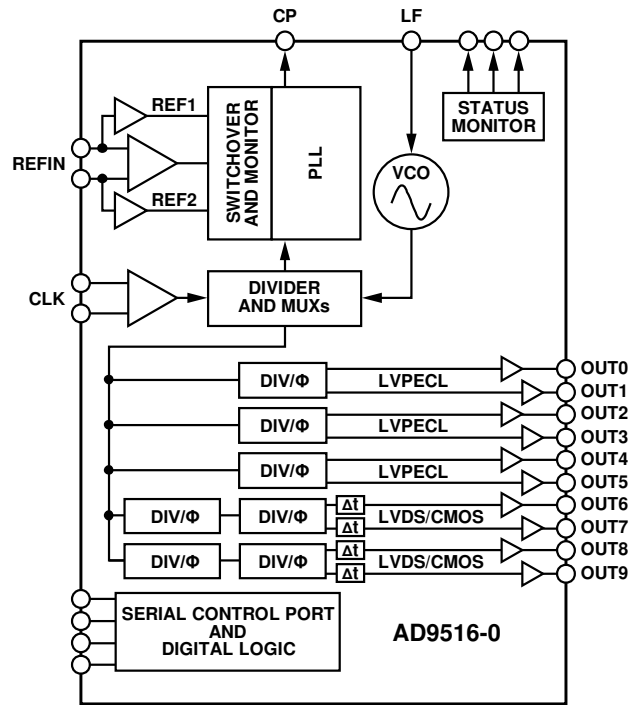 CP
LF
REF1
REFIN
REF2
SWITCHOVER
AND MONITOR
PLL
VCO
STATUS
MONITOR
CLK
DIVIDER
AND MUXs
DIV/Φ
LVPECL
OUT0
OUT1
DIV/Φ
LVPECL
OUT2
OUT3
DIV/Φ
LVPECL
OUT4
OUT5
DIV/Φ
DIV/Φ
Δt
Δt
LVDS/CMOS
OUT6
OUT7
DIV/Φ
DIV/Φ
Δt
Δt
LVDS/CMOS
OUT8
OUT9
SERIAL CONTROL PORT
AND
DIGITAL LOGIC
AD9516-0